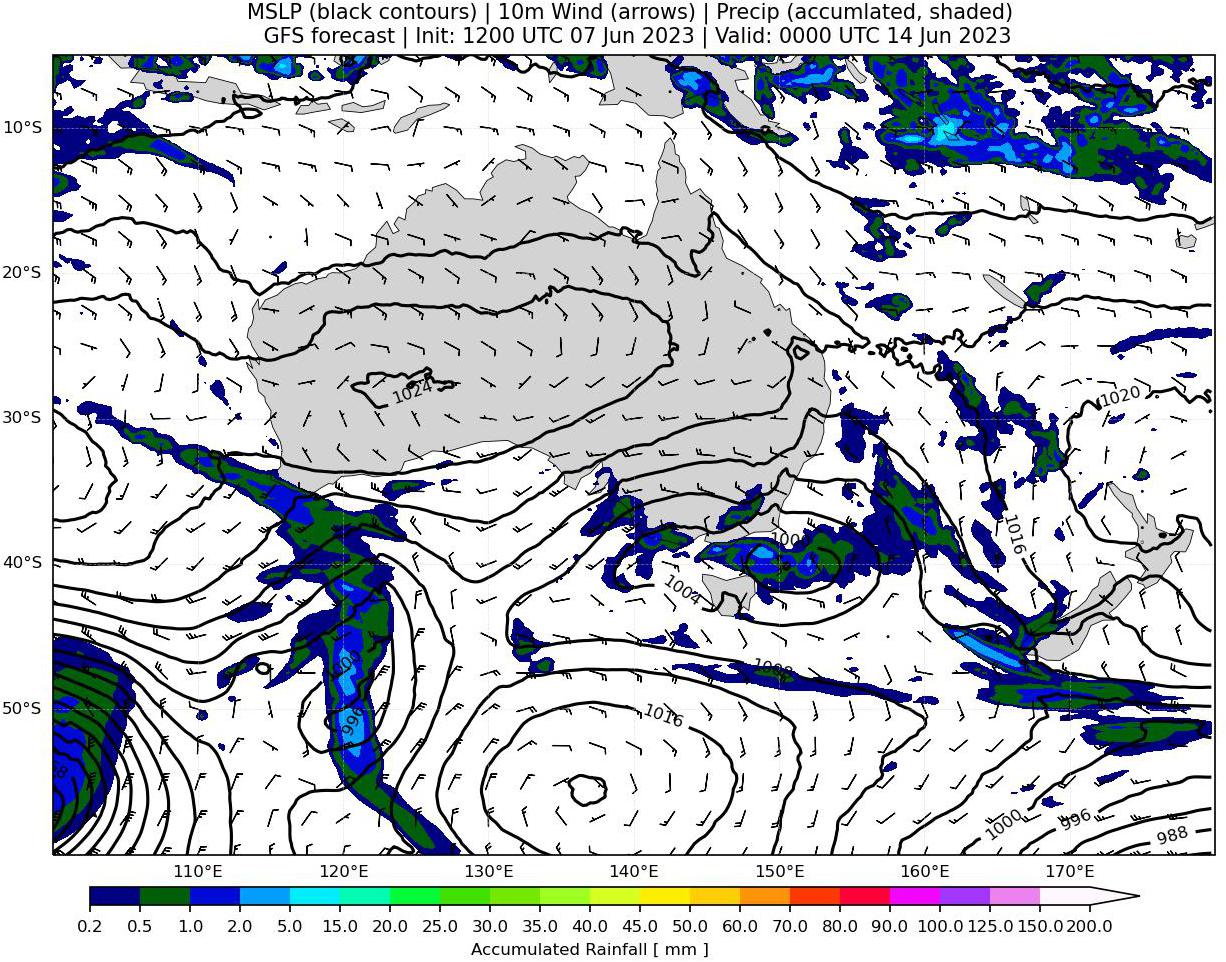 MSLP (black contours) | 10m Wind (arrows) | Precip (accumlated, shaded)
GFS forecast | Init: 1200 UTC 07 Jun 2023 | Valid: 0000 UTC 14 Jun 2023
10°S
20°S
1024
1020
30°S
1016
1000
40°S
1004
1008
50°S
996
1016
1000
996
988
110°E 120°E 130°E 140°E 150°E 160°E 170°E
0.2 0.5 1.0 2.0 5.0 10.0 15.0 20.0 25.0 30.0 35.0 40.0 45.0 50.0 60.0 70.0 80.0 90.0 100.0 125.0 150.0 200.0
Accumulated Rainfall [ mm ]